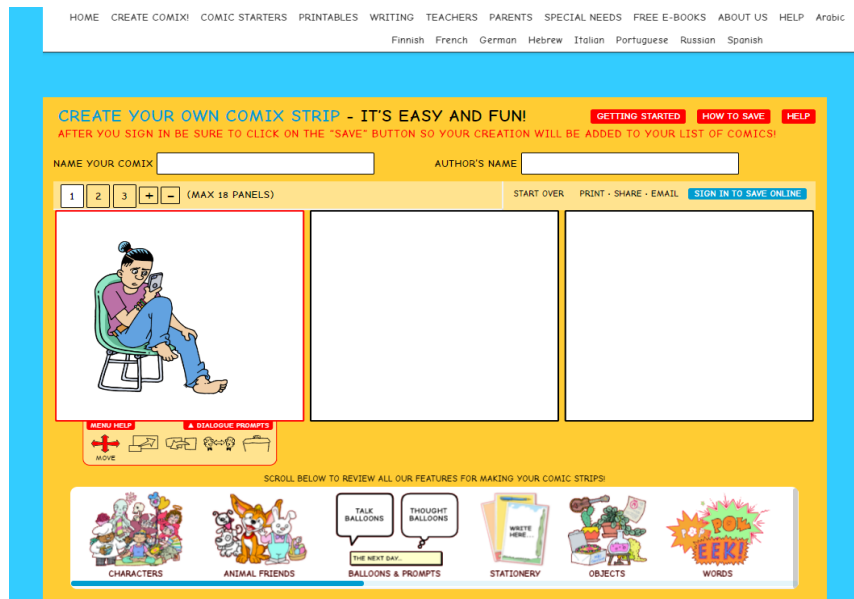 HOME CREATE COMIX! COMIC STARTERS PRINTABLES WRITING TEACHERS PARENTS SPECIAL NEEDS FREE E-BOOKS ABOUT US HELP Arabic
Finnish French German Hebrew Italian Portuguese Russian Spanish
CREATE YOUR OWN COMIX STRIP - IT'S EASY AND FUN!
GETTING STARTED HOW TO SAVE HELP
AFTER YOU SIGN IN BE SURE TO CLICK ON THE "SAVE" BUTTON SO YOUR CREATION WILL BE ADDED TO YOUR LIST OF COMICS!
NAME YOUR COMIX AUTHOR'S NAME
1 2 3 + - (MAX 18 PANELS) START OVER PRINT · SHARE · EMAIL SIGN IN TO SAVE ONLINE
MENU HELP ▲ DIALOGUE PROMPTS
MOVE
SCROLL BELOW TO REVIEW ALL OUR FEATURES FOR MAKING YOUR COMIC STRIPS!
TALK
BALLOONS
THOUGHT
BALLOONS
THE NEXT DAY...
WRITE
HERE...
POW
EEK!
CHARACTERS ANIMAL FRIENDS BALLOONS & PROMPTS STATIONERY OBJECTS WORDS